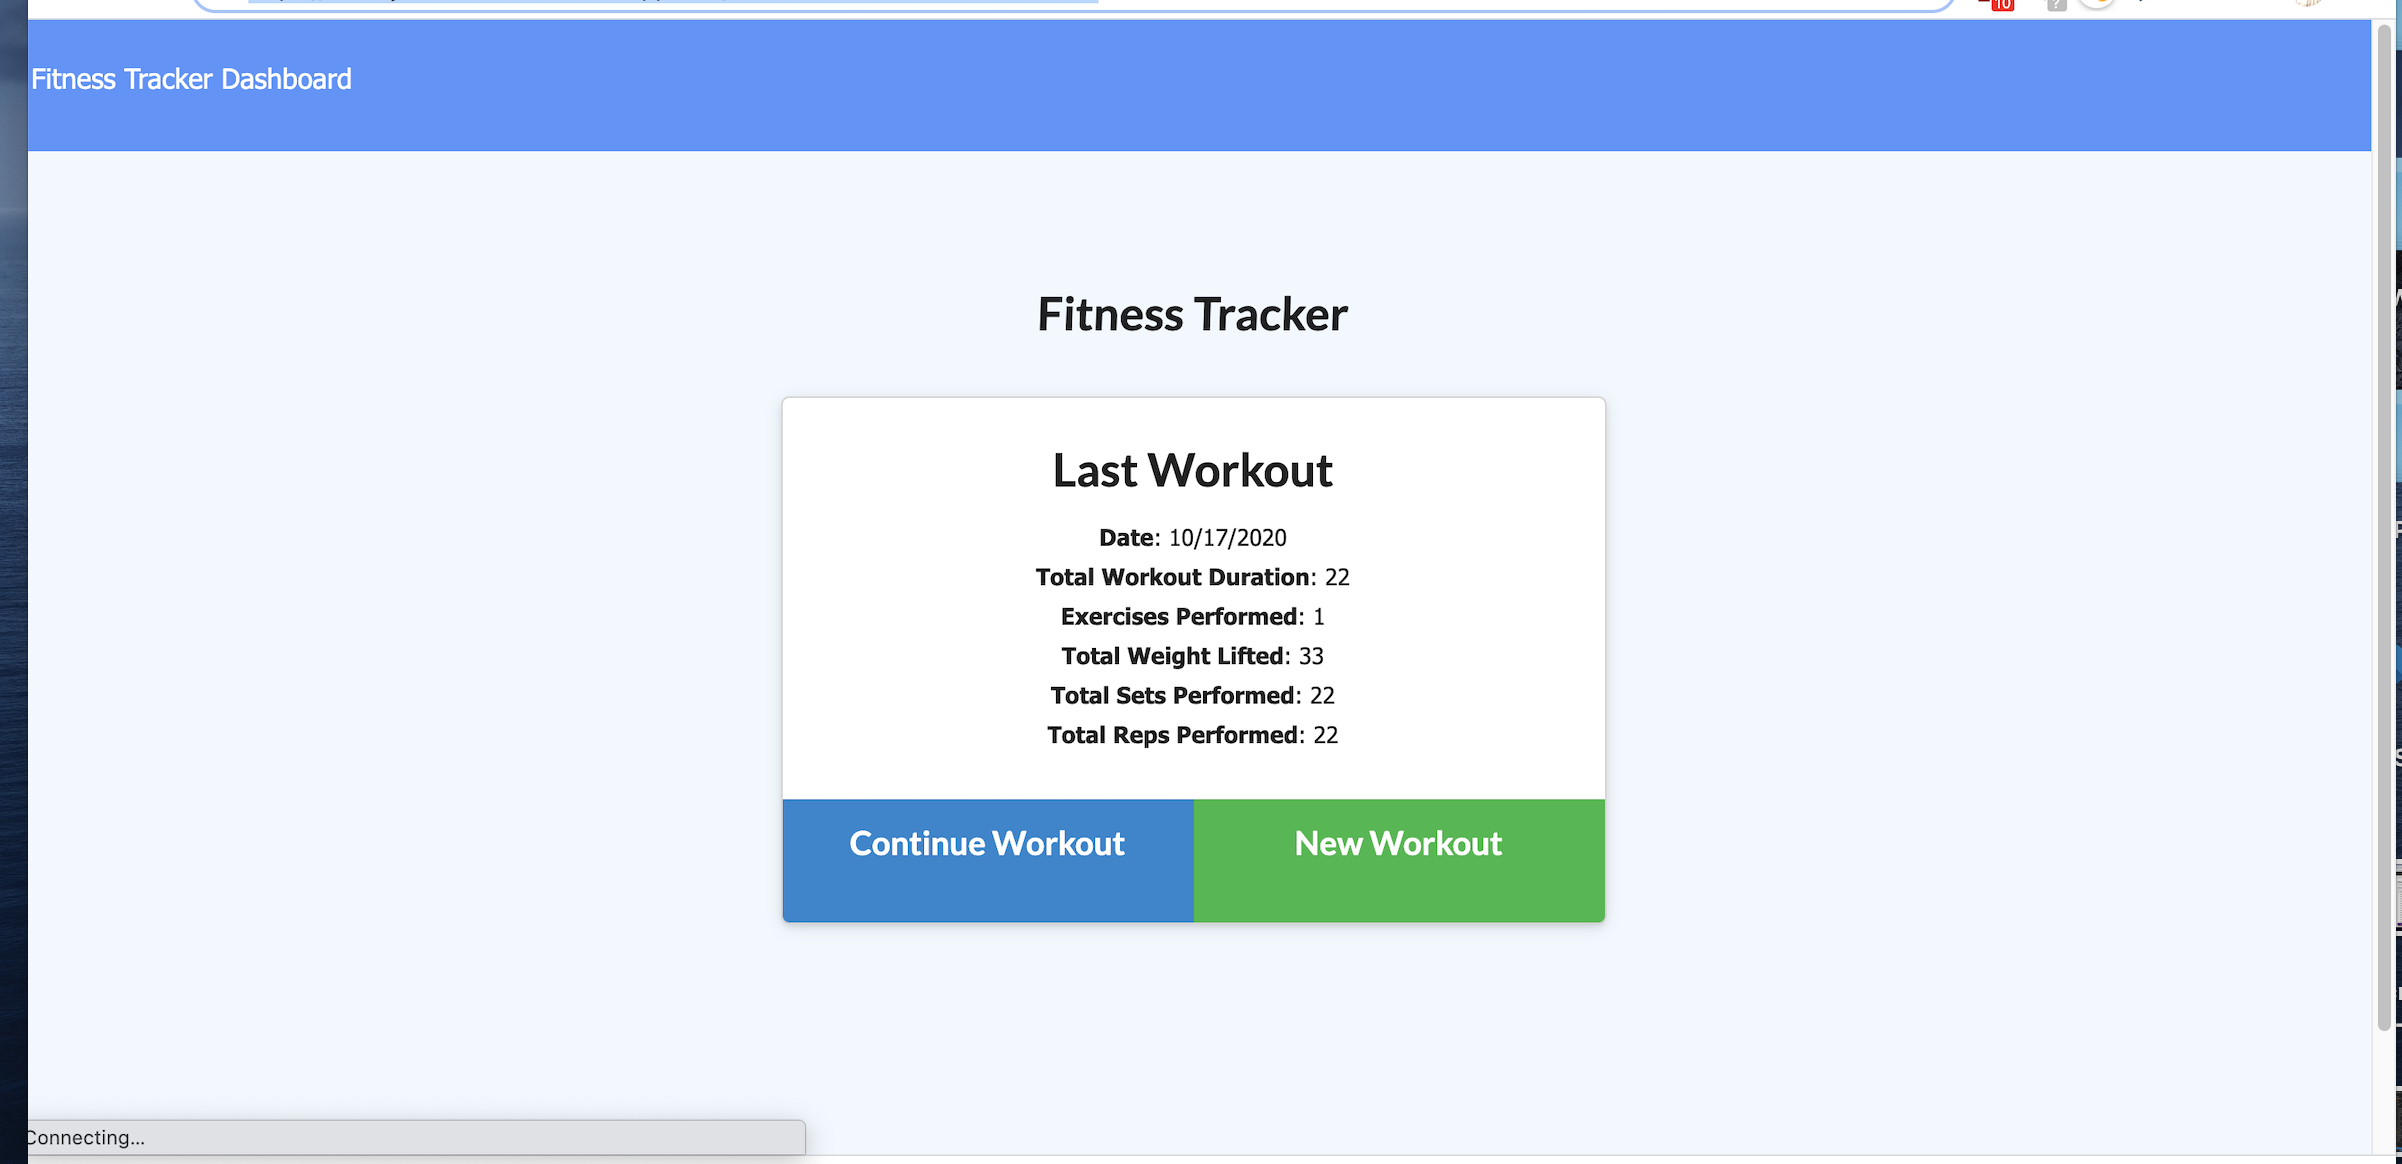 10
?
Fitness Tracker Dashboard
Fitness Tracker
Last Workout
Date: 10/17/2020
Total Workout Duration: 22
Exercises Performed: 1
Total Weight Lifted: 33
Total Sets Performed: 22
Total Reps Performed: 22
Continue Workout
New Workout
Connecting...